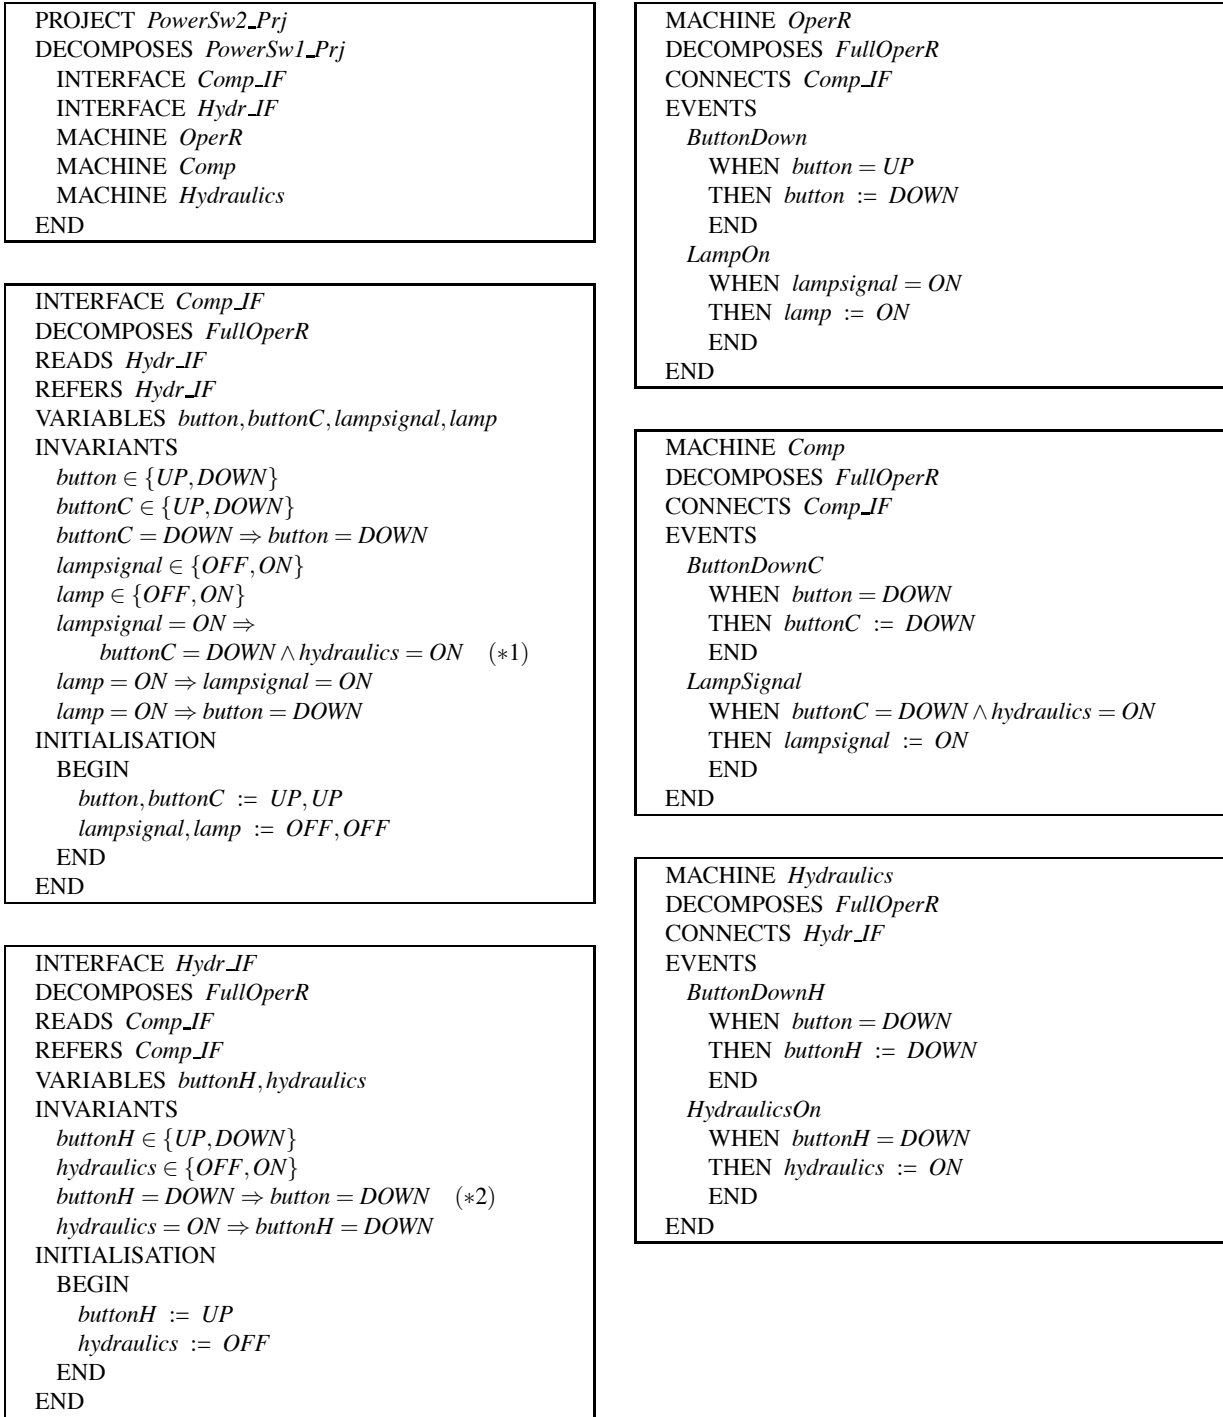 PROJECT PowerSw2_Prj
DECOMPOSES PowerSw1_Prj
INTERFACE Comp_IF
INTERFACE Hydr_IF
MACHINE OperR
MACHINE Comp
MACHINE Hydraulics
END
INTERFACE Comp_IF
DECOMPOSES FullOperR
READS Hydr_IF
REFERS Hydr_IF
VARIABLES button,buttonC,lampsignal,lamp
INVARIANTS
button ∈ {UP,DOWN}
buttonC ∈ {UP,DOWN}
buttonC = DOWN ⇒ button = DOWN
lampsignal ∈ {OFF,ON}
lamp ∈ {OFF,ON}
lampsignal = ON ⇒
buttonC = DOWN ∧ hydraulics = ON (∗1)
lamp = ON ⇒ lampsignal = ON
lamp = ON ⇒ button = DOWN
INITIALISATION
BEGIN
button,buttonC := UP,UP
lampsignal,lamp := OFF,OFF
END
END
INTERFACE Hydr_IF
DECOMPOSES FullOperR
READS Comp_IF
REFERS Comp_IF
VARIABLES buttonH,hydraulics
INVARIANTS
buttonH ∈ {UP,DOWN}
hydraulics ∈ {OFF,ON}
buttonH = DOWN ⇒ button = DOWN (∗2)
hydraulics = ON ⇒ buttonH = DOWN
INITIALISATION
BEGIN
buttonH := UP
hydraulics := OFF
END
END
MACHINE OperR
DECOMPOSES FullOperR
CONNECTS Comp_IF
EVENTS
ButtonDown
WHEN button = UP
THEN button := DOWN
END
LampOn
WHEN lampsignal = ON
THEN lamp := ON
END
END
MACHINE Comp
DECOMPOSES FullOperR
CONNECTS Comp_IF
EVENTS
ButtonDownC
WHEN button = DOWN
THEN buttonC := DOWN
END
LampSignal
WHEN buttonC = DOWN ∧ hydraulics = ON
THEN lampsignal := ON
END
END
MACHINE Hydraulics
DECOMPOSES FullOperR
CONNECTS Hydr_IF
EVENTS
ButtonDownH
WHEN button = DOWN
THEN buttonH := DOWN
END
HydraulicsOn
WHEN buttonH = DOWN
THEN hydraulics := ON
END
END